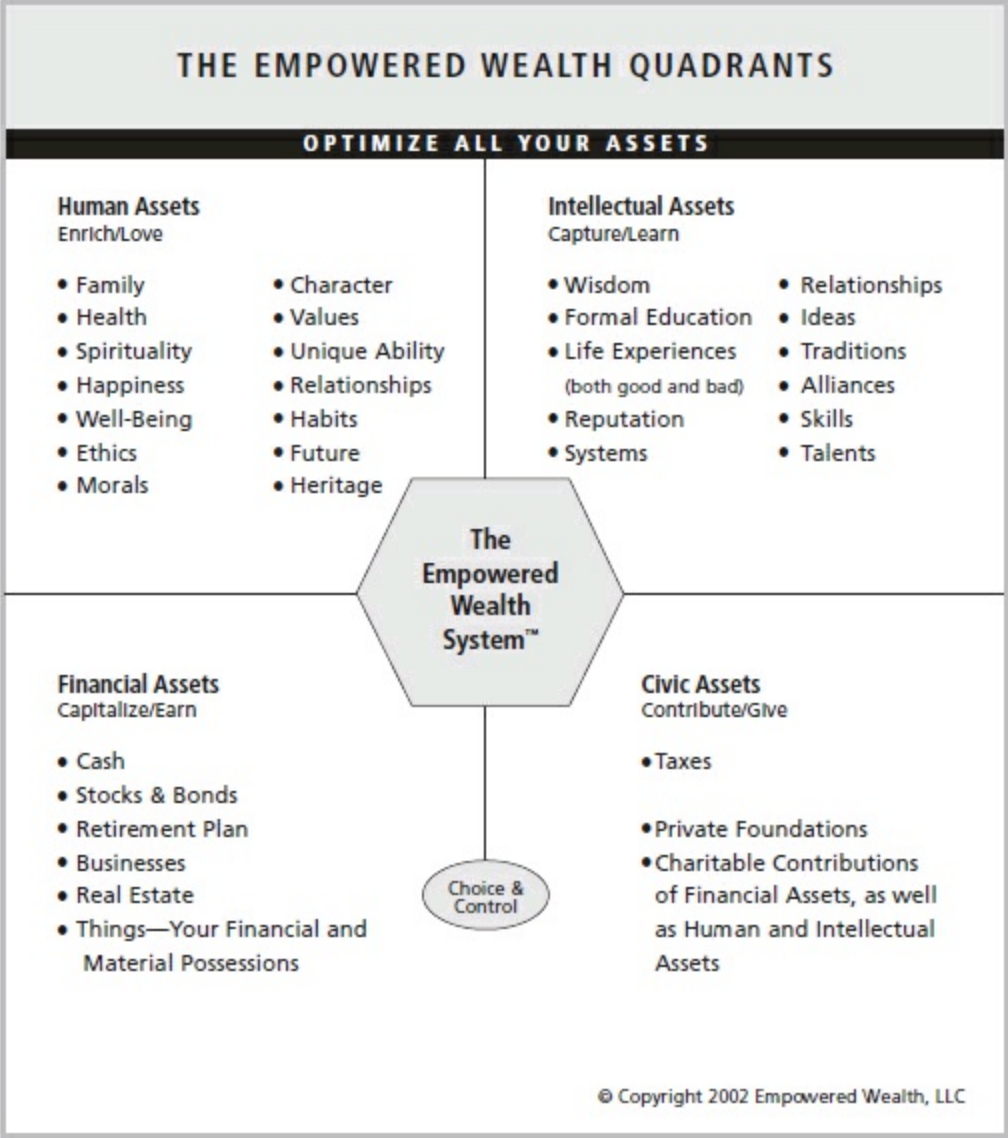 THE EMPOWERED WEALTH QUADRANTS
OPTIMIZE ALL YOUR ASSETS
Human Assets
Enrich/Love
• Family
• Health
• Spirituality
• Happiness
• Well-Being
• Ethics
• Morals
• Character
• Values
• Unique Ability
• Relationships
• Habits
• Future
• Heritage
Intellectual Assets
Capture/Learn
• Wisdom
• Formal Education
• Life Experiences
(both good and bad)
• Reputation
• Systems
• Relationships
• Ideas
• Traditions
• Alliances
• Skills
• Talents
The
Empowered
Wealth
System™
Financial Assets
Capitalize/Earn
• Cash
• Stocks & Bonds
• Retirement Plan
• Businesses
• Real Estate
• Things—Your Financial and
Material Possessions
Choice &
Control
Civic Assets
Contribute/Give
• Taxes
• Private Foundations
• Charitable Contributions
of Financial Assets, as well
as Human and Intellectual
Assets
© Copyright 2002 Empowered Wealth, LLC